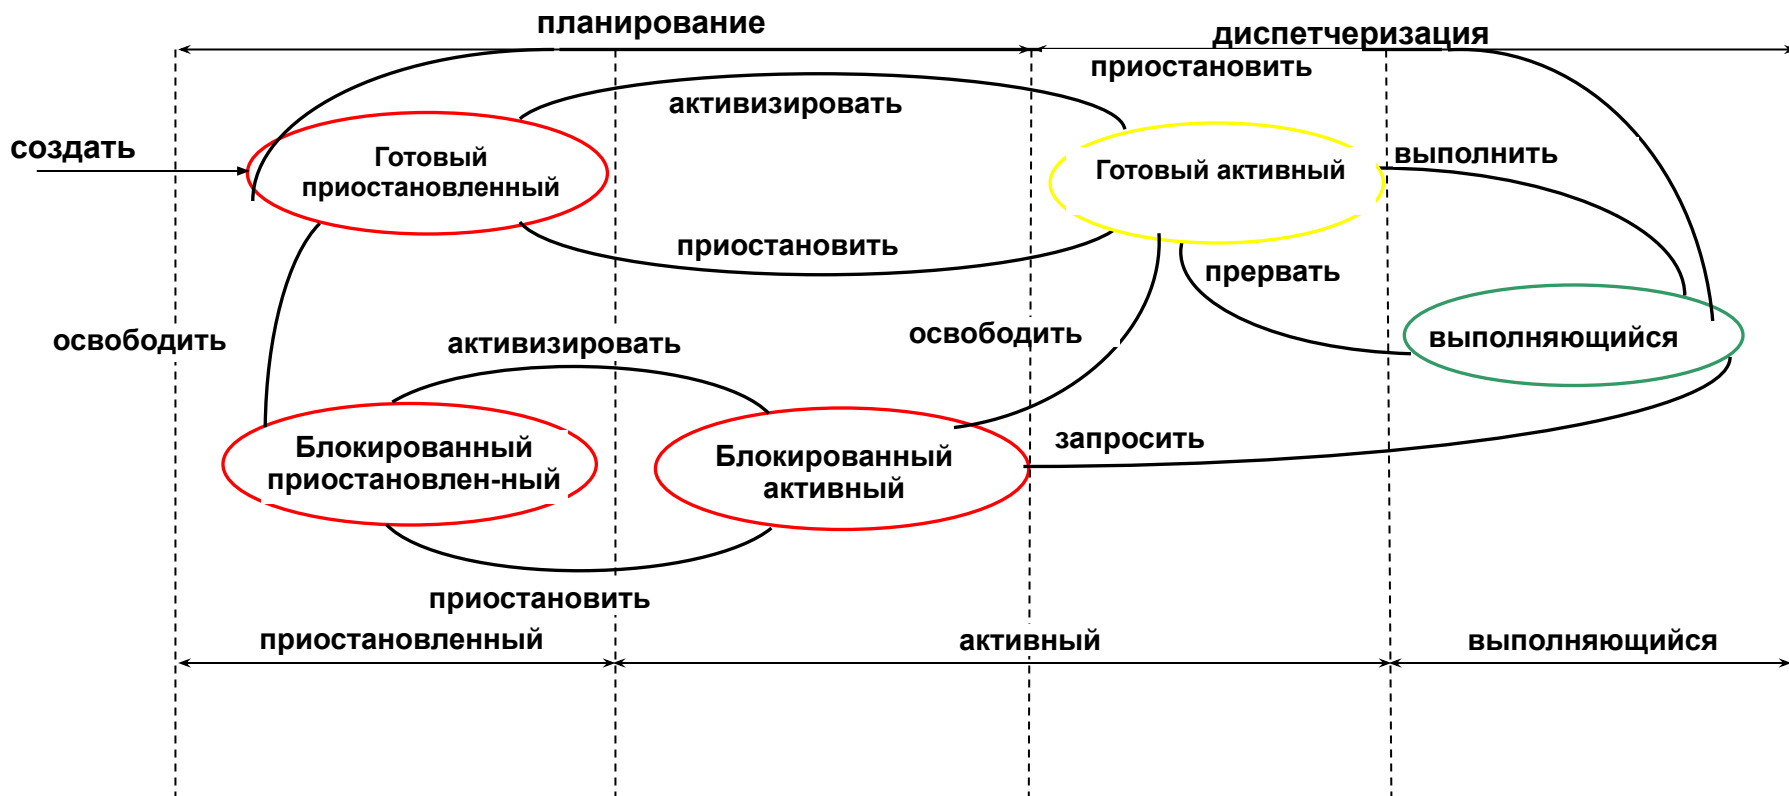 планирование
диспетчеризация
приостановить
активизировать
создать
Готовый
приостановленный
Готовый активный
выполнить
приостановить
прервать
освободить
активизировать
освободить
выполняющийся
Блокированный
приостановлен-ный
Блокированный
активный
запросить
приостановить
приостановленный
активный
выполняющийся